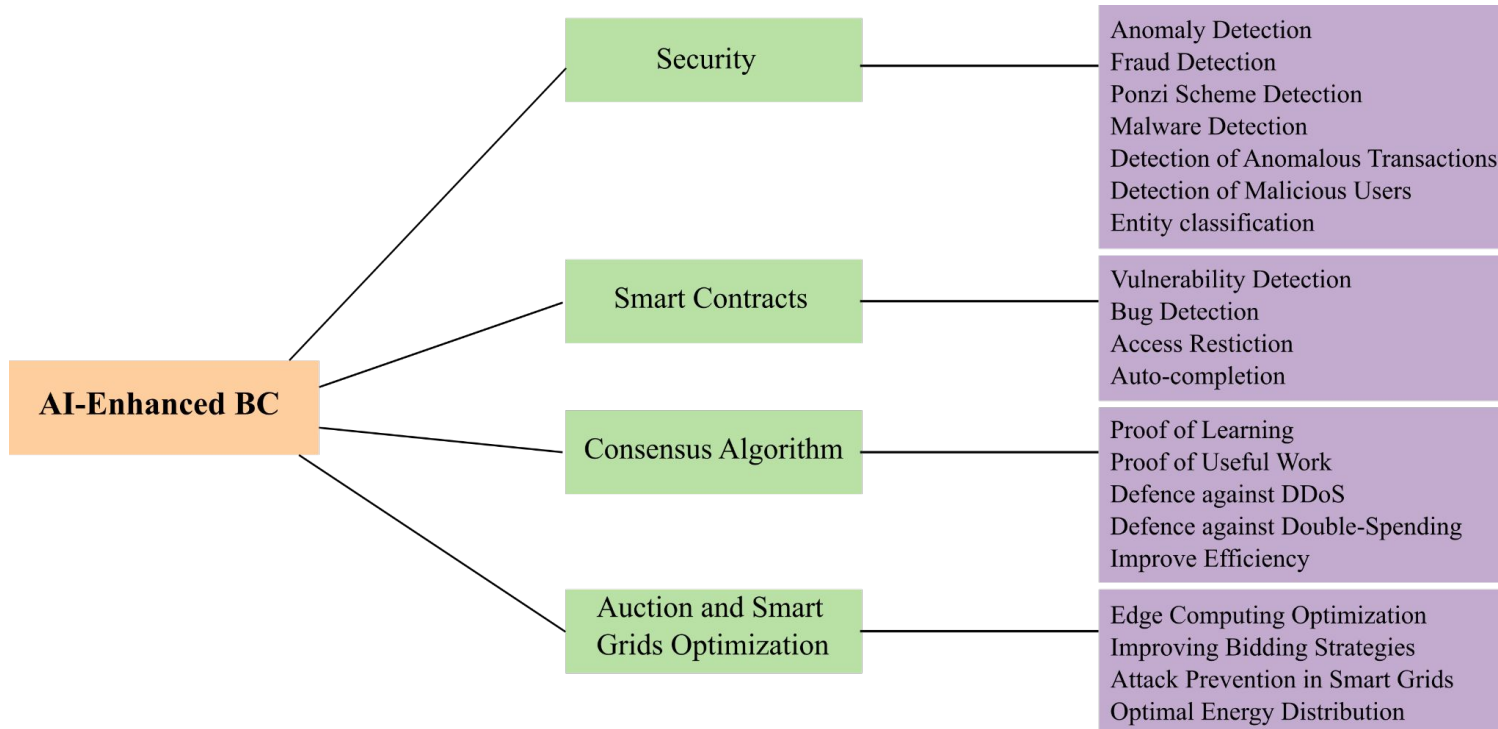 AI-Enhanced BC
Security
Anomaly Detection
Fraud Detection
Ponzi Scheme Detection
Malware Detection
Detection of Anomalous Transactions
Detection of Malicious Users
Entity classification
Smart Contracts
Vulnerability Detection
Bug Detection
Access Restiction
Auto-completion
Consensus Algorithm
Proof of Learning
Proof of Useful Work
Defence against DDoS
Defence against Double-Spending
Improve Efficiency
Auction and Smart
Grids Optimization
Edge Computing Optimization
Improving Bidding Strategies
Attack Prevention in Smart Grids
Optimal Energy Distribution